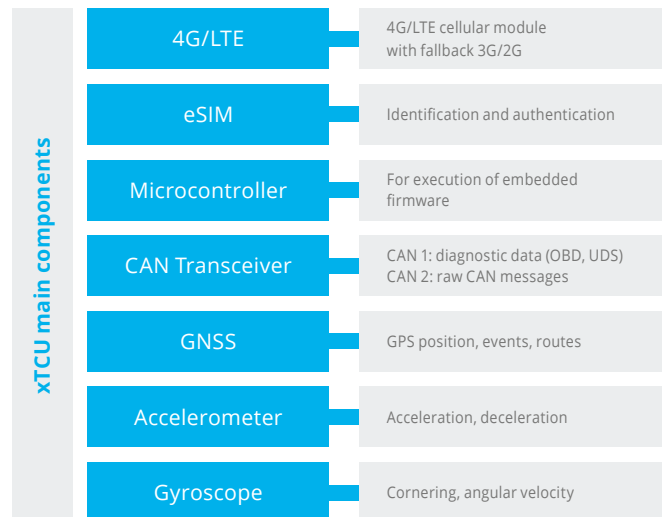 xTCU main components
4G/LTE
4G/LTE cellular module
with fallback 3G/2G
eSIM
Identification and authentication
Microcontroller
For execution of embedded
firmware
CAN Transceiver
CAN 1: diagnostic data (OBD, UDS)
CAN 2: raw CAN messages
GNSS
GPS position, events, routes
Accelerometer
Acceleration, deceleration
Gyroscope
Cornering, angular velocity